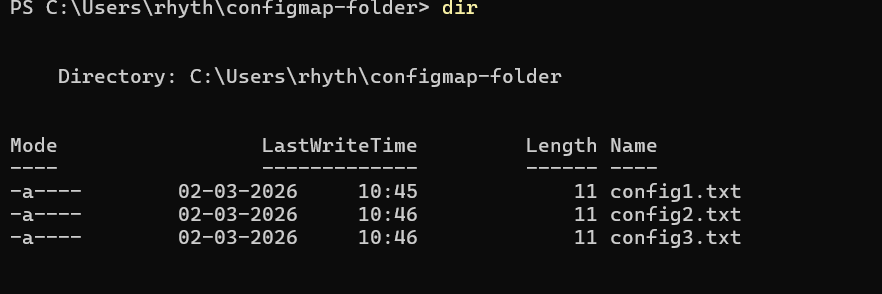 PS C:\Users\rhyth\configmap-folder> dir
Directory: C:\Users\rhyth\configmap-folder
Mode LastWriteTime Length Name
---- ------------- ------ ----
-a---- 02-03-2026 10:45 11 config1.txt
-a---- 02-03-2026 10:46 11 config2.txt
-a---- 02-03-2026 10:46 11 config3.txt